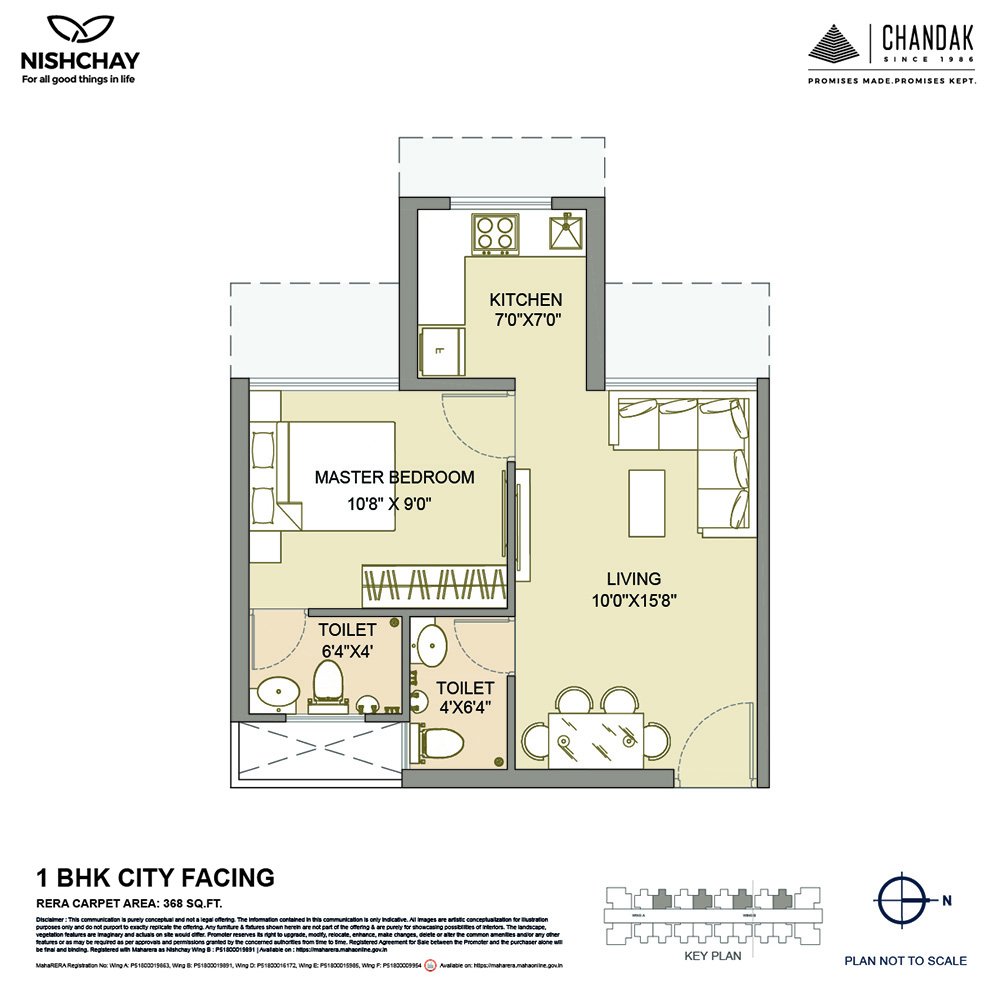 NISHCHAY
For all good things in life
CHANDAK
SINCE 1986
PROMISES MADE.PROMISES KEPT.
KITCHEN
7'0"X7'0"
F
MASTER BEDROOM
10'8" X 9'0"
LIVING
10'0"X15'8"
TOILET
6'4"X4'
TOILET
4'X6'4"
1 BHK CITY FACING
RERA CARPET AREA: 368 SQ.FT.
Disclaimer : This communication is purely conceptual and not a legal offering. The information contained in this communication is only indicative. All images are artistic conceptualization for illustration
purposes only and do not purport to exactly replicate the offering. Any furniture & fixtures shown herein are not part of the offering & are purely for showcasing possibilities of interiors. The landscape,
vegetation features are imaginary and actuals on site would differ. Promoter reserves its right to upgrade, modify, relocate, enhance, make changes, delete or alter the common amenities and/or any other
features or as may be required as per approvals and permissions granted by the concerned authorities from time to time. Registered Agreement for Sale between the Promoter and the purchaser alone will
be final and binding. Registered with Maharera as Nishchay Wing B : P51800019891 | Available on : https://maharera.mahaonline.gov.in
MahaRERA Registration No: Wing A: P51800019863, Wing B: P51800019891, Wing D: P51800016172, Wing E: P51800015985, Wing F: P51800009954 Available on: https://maharera.mahaonline.gov.in
WING-A
WING-B
KEY PLAN
N
PLAN NOT TO SCALE